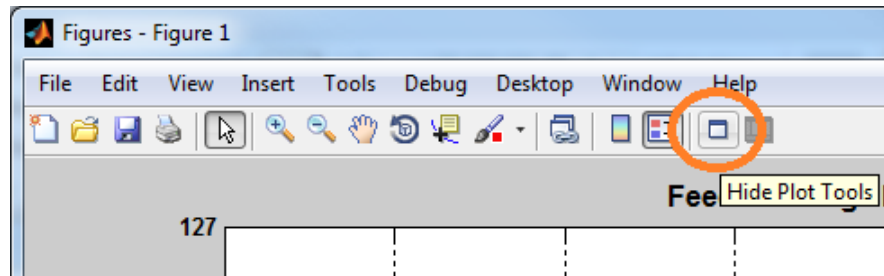 Figures - Figure 1
File Edit View Insert Tools Debug Desktop Window Help
Hide Plot Tools
127